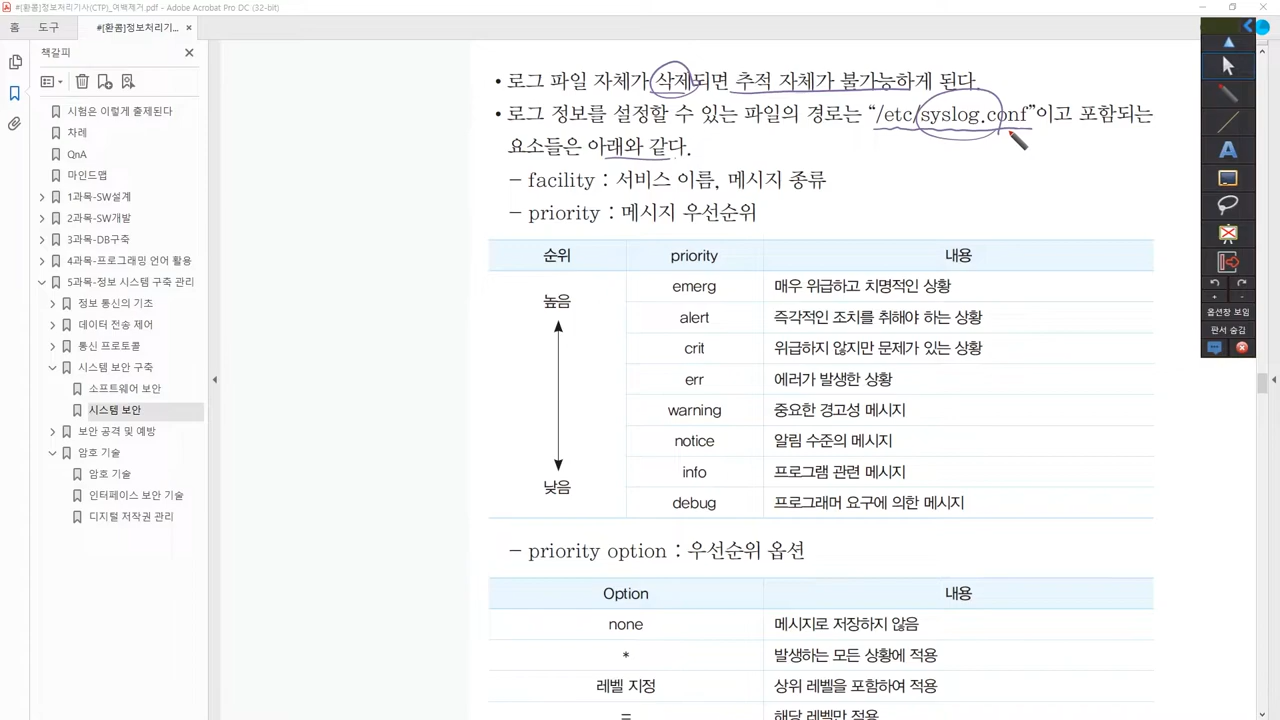 #[환콤]정보처리기사(CTP)_여백제거.pdf - Adobe Acrobat Pro DC (32-bit)
홈 도구 #[환콤]정보처리기... ×
책갈피
시험은 이렇게 출제된다
차례
QnA
마인드맵
1과목-SW설계
2과목-SW개발
3과목-DB구축
4과목-프로그래밍 언어 활용
5과목-정보 시스템 구축 관리
정보 통신의 기초
데이터 전송 제어
통신 프로토콜
시스템 보안 구축
소프트웨어 보안
시스템 보안
보안 공격 및 예방
암호 기술
암호 기술
인터페이스 보안 기술
디지털 저작권 관리
• 로그 파일 자체가 삭제되면 추적 자체가 불가능하게 된다.
• 로그 정보를 설정할 수 있는 파일의 경로는 “/etc/syslog.conf”이고 포함되는
요소들은 아래와 같다.
– facility : 서비스 이름, 메시지 종류
– priority : 메시지 우선순위
순위 priority 내용
높음
emerg 매우 위급하고 치명적인 상황
alert 즉각적인 조치를 취해야 하는 상황
crit 위급하지 않지만 문제가 있는 상황
err 에러가 발생한 상황
warning 중요한 경고성 메시지
notice 알림 수준의 메시지
info 프로그램 관련 메시지
낮음
debug 프로그래머 요구에 의한 메시지
– priority option : 우선순위 옵션
Option 내용
none 메시지로 저장하지 않음
* 발생하는 모든 상황에 적용
레벨 지정 상위 레벨을 포함하여 적용
= 해당 레벨만 적용
A
옵션창 보임
판서 숨김